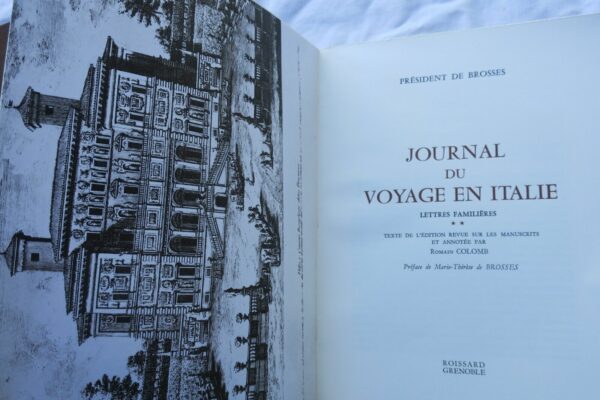 PRÉSIDENT DE BROSSES
JOURNAL
DU
VOYAGE EN ITALIE
LETTRES FAMILIÈRES
★ ★
TEXTE DE L'ÉDITION REVUE SUR LES MANUSCRITS
ET ANNOTÉE PAR
ROMAIN COLOMB
Préface de Marie-Thérèse de BROSSES
ROISSARD
GRENOBLE